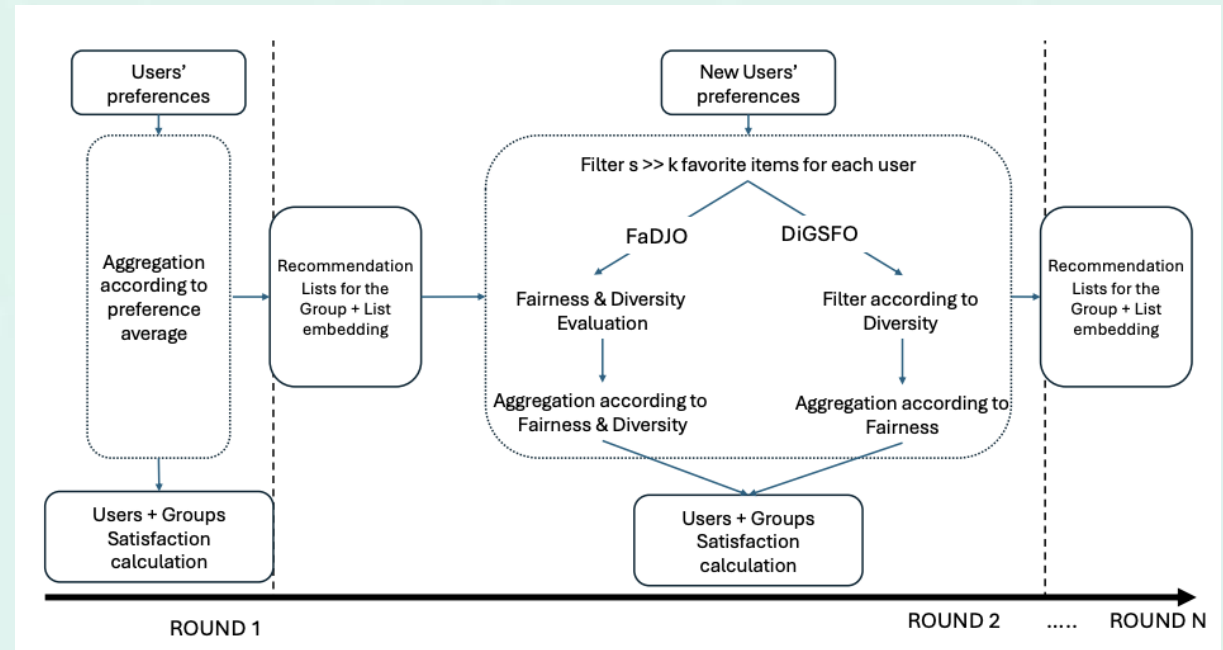 Users'
preferences
Aggregation
according to
preference
average
Users + Groups
Satisfaction
calculation
Recommendation
Lists for the
Group + List
embedding
New Users'
preferences
Filter s >> k favorite items for each user
FaDJO
DiGSFO
Fairness & Diversity
Evaluation
Filter according to
Diversity
Aggregation according to
Fairness & Diversity
Aggregation according to
Fairness
Users + Groups
Satisfaction
calculation
Recommendation
Lists for the
Group + List
embedding
ROUND 1
ROUND 2
.....
ROUND N